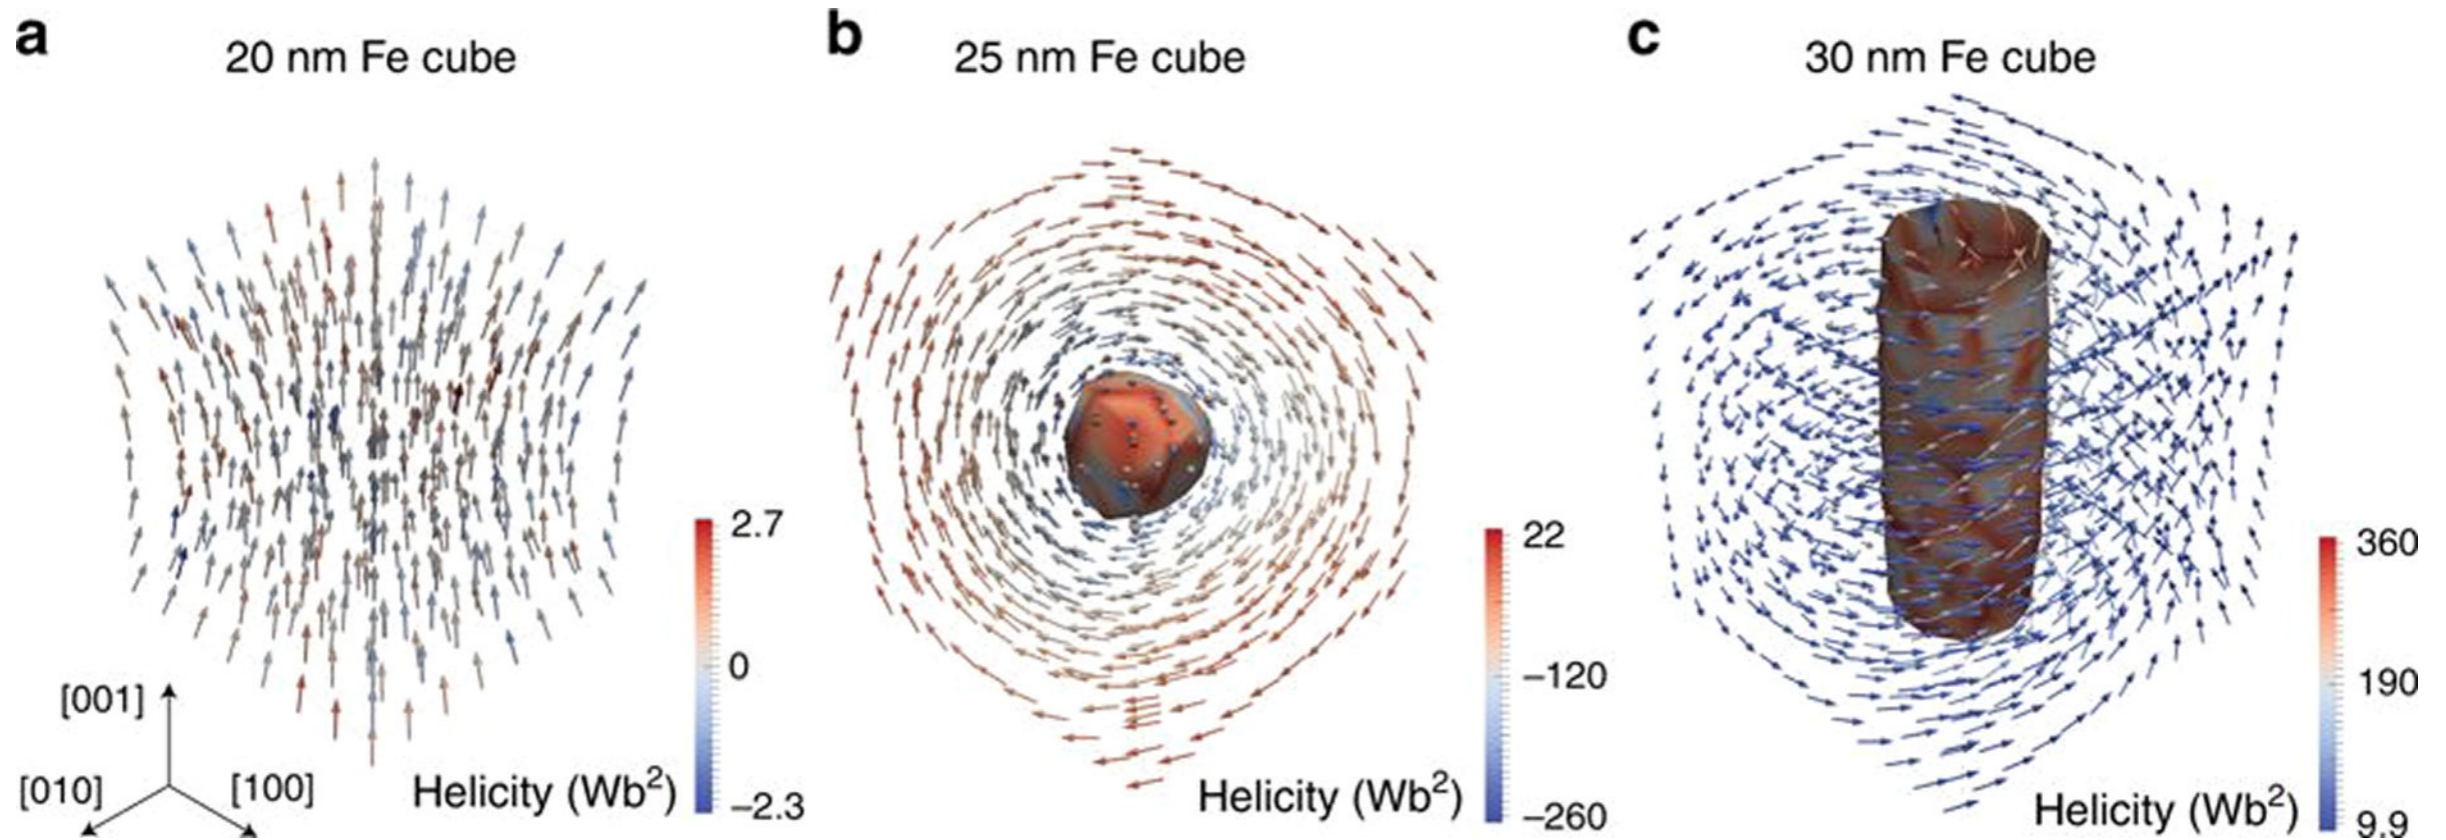 a
20 nm Fe cube
b
25 nm Fe cube
c
30 nm Fe cube
2.7
0
–2.3
Helicity (Wb²)
[001]
[010]
[100]
22
–120
–260
Helicity (Wb²)
360
190
9.9
Helicity (Wb²)